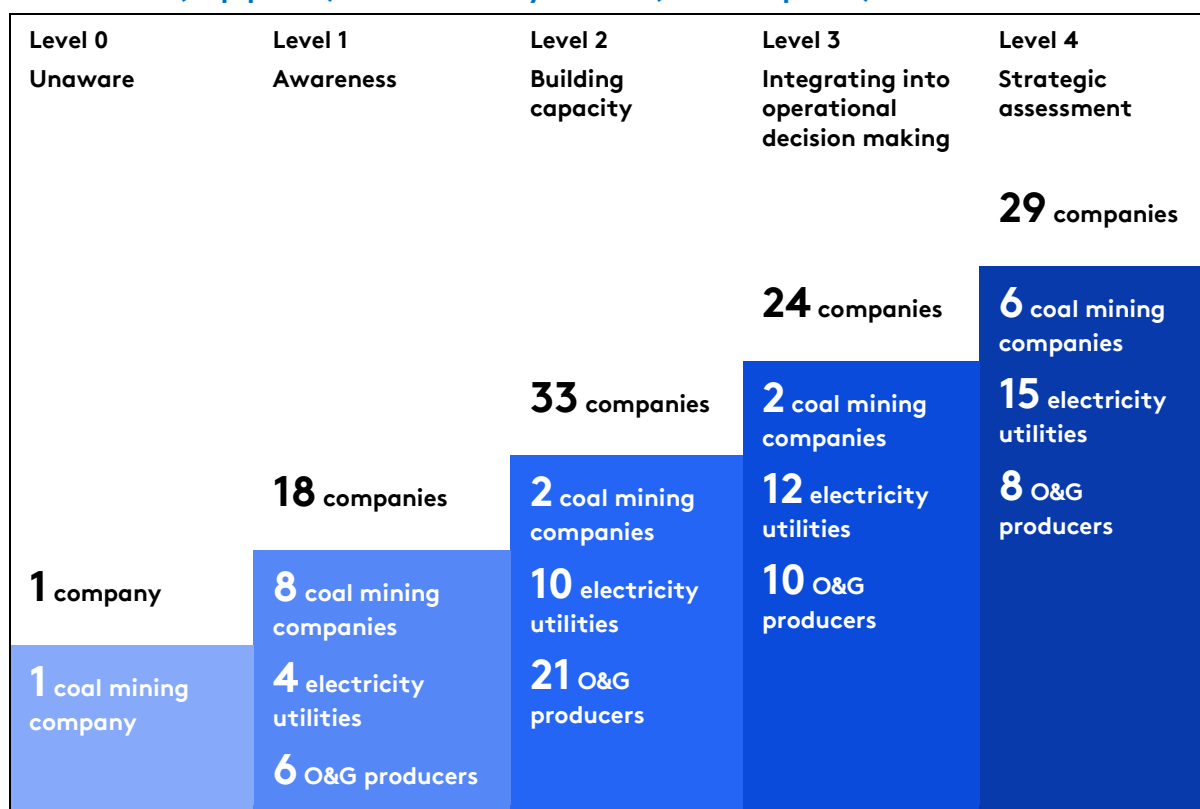 Level 0
Unaware
Level 1
Awareness
Level 2
Building
capacity
Level 3
Integrating into
operational
decision making
Level 4
Strategic
assessment
1 company
1 coal mining
company
18 companies
8 coal mining
companies
4 electricity
utilities
6 O&G producers
33 companies
2 coal mining
companies
10 electricity
utilities
21 O&G
producers
24 companies
2 coal mining
companies
12 electricity
utilities
10 O&G
producers
29 companies
6 coal mining
companies
15 electricity
utilities
8 O&G
producers